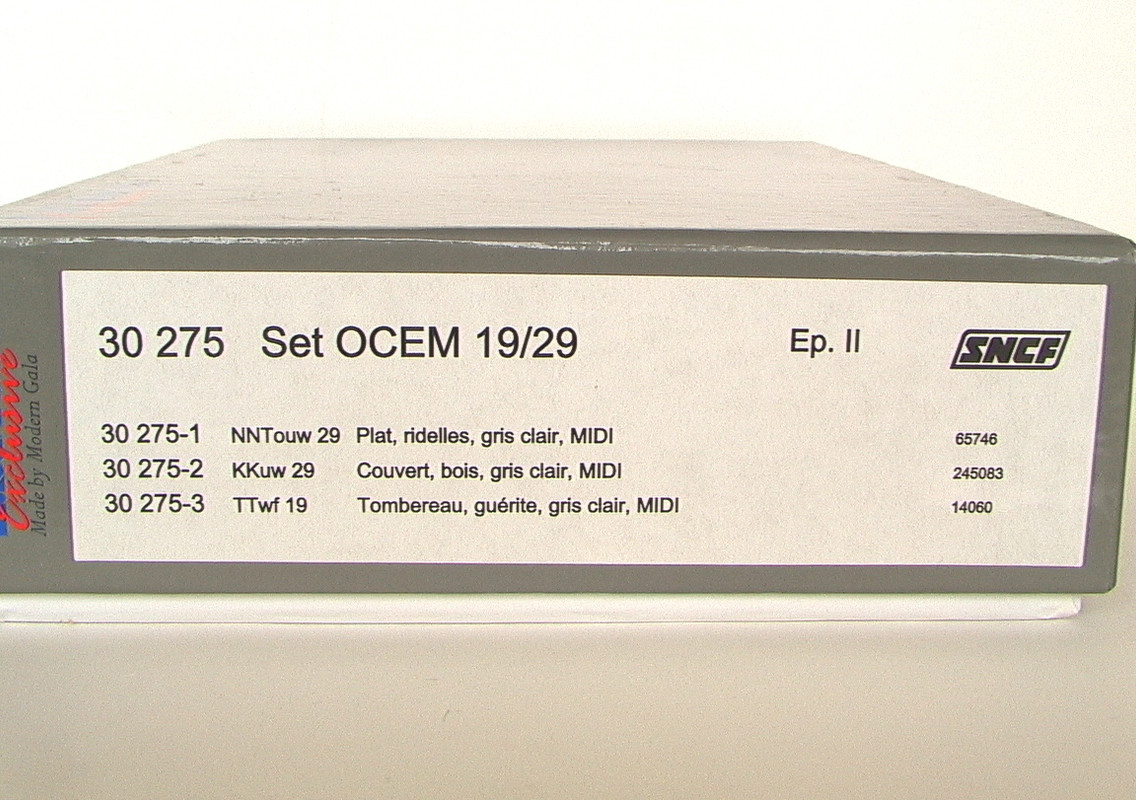 30 275 Set OCEM 19/29 Ep. II SNCF
30 275-1 NNTouw 29 Plat, ridelles, gris clair, MIDI 65746
30 275-2 KKuw 29 Couvert, bois, gris clair, MIDI 245083
30 275-3 TTwf 19 Tombereau, guérite, gris clair, MIDI 14060
Exclusive
Made by Modern Gala